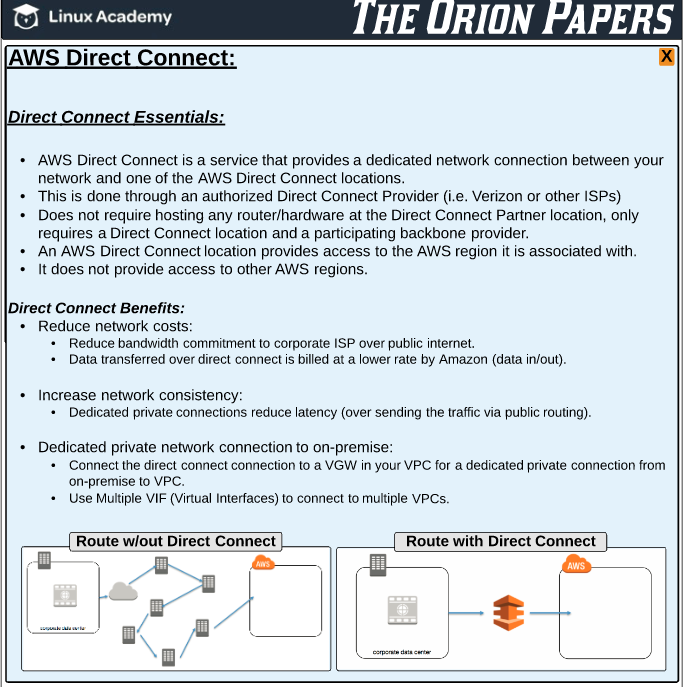 Linux Academy
THE ORION PAPERS
AWS Direct Connect:
X
Direct Connect Essentials:
• AWS Direct Connect is a service that provides a dedicated network connection between your
network and one of the AWS Direct Connect locations.
• This is done through an authorized Direct Connect Provider (i.e. Verizon or other ISPs)
• Does not require hosting any router/hardware at the Direct Connect Partner location, only
requires a Direct Connect location and a participating backbone provider.
• An AWS Direct Connect location provides access to the AWS region it is associated with.
• It does not provide access to other AWS regions.
Direct Connect Benefits:
• Reduce network costs:
• Reduce bandwidth commitment to corporate ISP over public internet.
• Data transferred over direct connect is billed at a lower rate by Amazon (data in/out).
• Increase network consistency:
• Dedicated private connections reduce latency (over sending the traffic via public routing).
• Dedicated private network connection to on-premise:
• Connect the direct connect connection to a VGW in your VPC for a dedicated private connection from
on-premise to VPC.
• Use Multiple VIF (Virtual Interfaces) to connect to multiple VPCs.
Route w/out Direct Connect
AWS
corporate data center
Route with Direct Connect
AWS
corporate data center